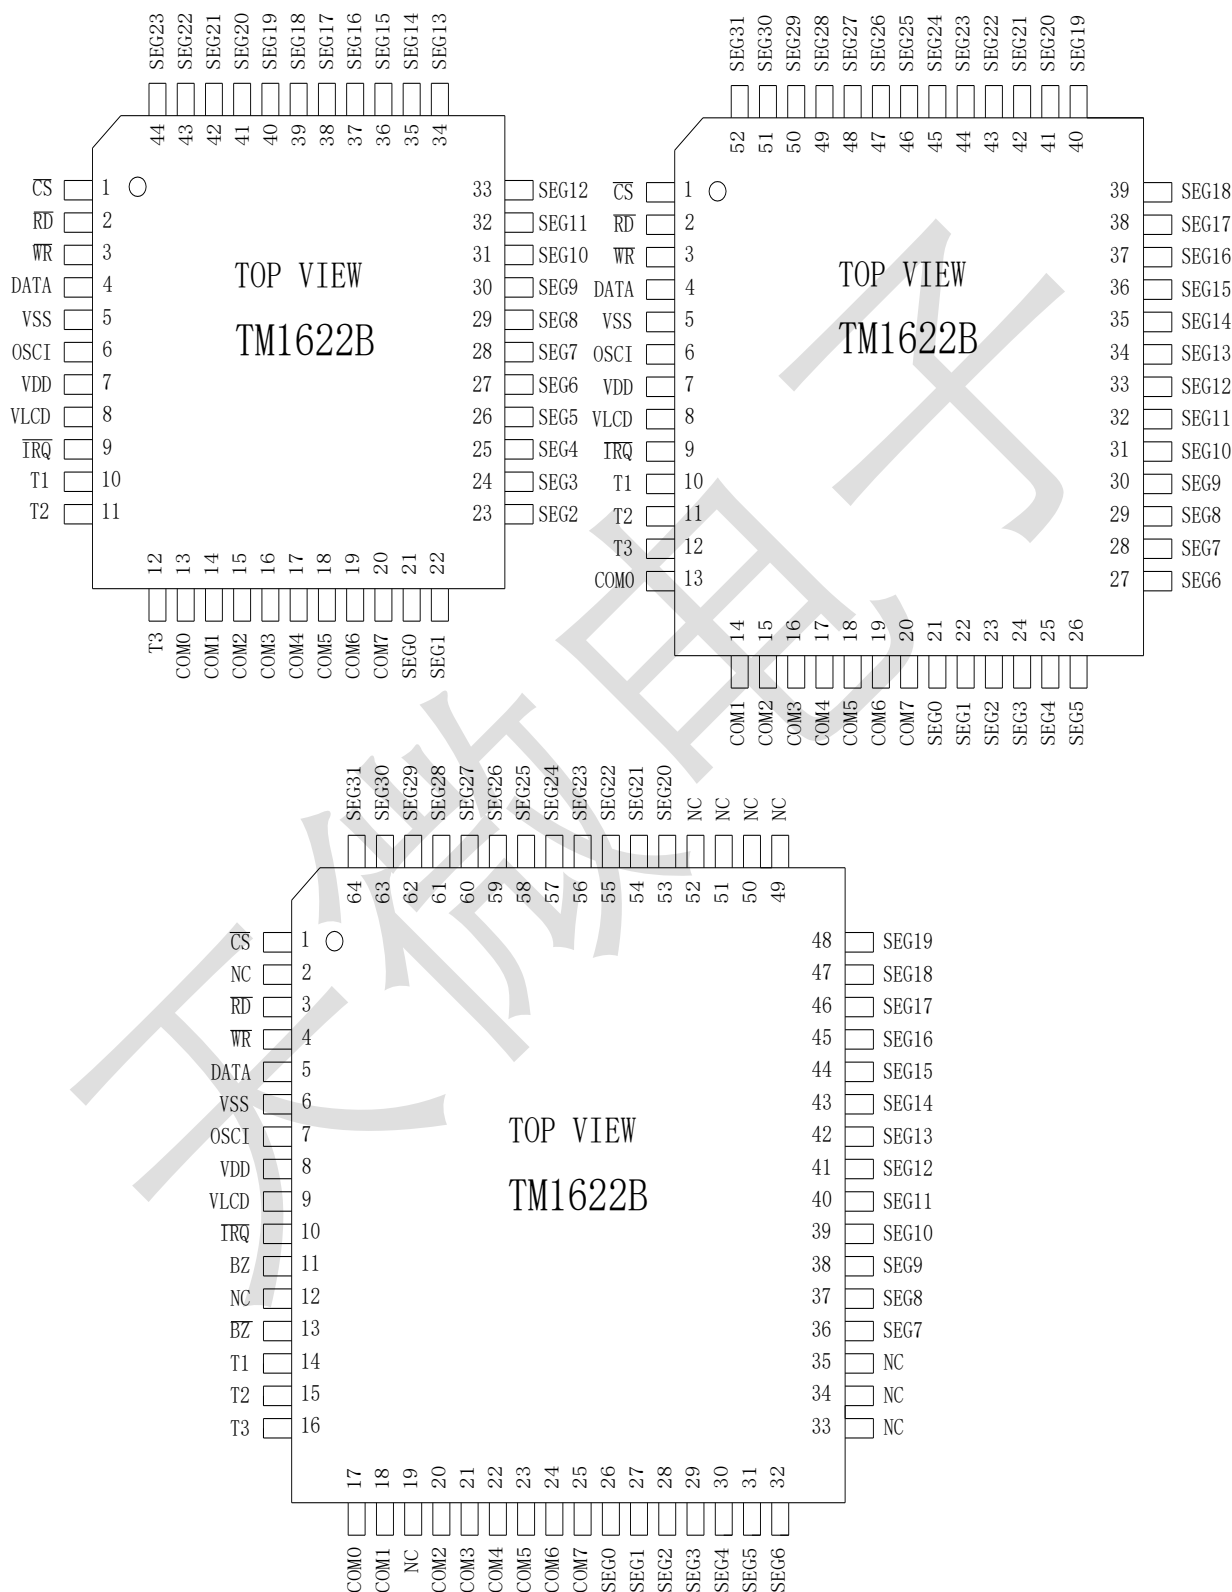 SEG23 SEG22 SEG21 SEG20 SEG19 SEG18 SEG17 SEG16 SEG15 SEG14 SEG13
44 43 42 41 40 39 38 37 36 35 34
C̅S̅ 1 33 SEG12
R̅D̅ 2 32 SEG11
W̅R̅ 3 31 SEG10
DATA 4 30 SEG9
VSS 5 29 SEG8
OSCI 6 28 SEG7
VDD 7 27 SEG6
VLCD 8 26 SEG5
I̅R̅Q̅ 9 25 SEG4
T1 10 24 SEG3
T2 11 23 SEG2
TOP VIEW
TM1622B
12 13 14 15 16 17 18 19 20 21 22
T3 COM0 COM1 COM2 COM3 COM4 COM5 COM6 COM7 SEG0 SEG1
SEG31 SEG30 SEG29 SEG28 SEG27 SEG26 SEG25 SEG24 SEG23 SEG22 SEG21 SEG20 SEG19
52 51 50 49 48 47 46 45 44 43 42 41 40
C̅S̅ 1 39 SEG18
R̅D̅ 2 38 SEG17
W̅R̅ 3 37 SEG16
DATA 4 36 SEG15
VSS 5 35 SEG14
OSCI 6 34 SEG13
VDD 7 33 SEG12
VLCD 8 32 SEG11
I̅R̅Q̅ 9 31 SEG10
T1 10 30 SEG9
T2 11 29 SEG8
T3 12 28 SEG7
COM0 13 27 SEG6
TOP VIEW
TM1622B
14 15 16 17 18 19 20 21 22 23 24 25 26
COM1 COM2 COM3 COM4 COM5 COM6 COM7 SEG0 SEG1 SEG2 SEG3 SEG4 SEG5
SEG31 SEG30 SEG29 SEG28 SEG27 SEG26 SEG25 SEG24 SEG23 SEG22 SEG21 SEG20 NC NC NC NC
64 63 62 61 60 59 58 57 56 55 54 53 52 51 50 49
C̅S̅ 1 48 SEG19
NC 2 47 SEG18
R̅D̅ 3 46 SEG17
W̅R̅ 4 45 SEG16
DATA 5 44 SEG15
VSS 6 43 SEG14
OSCI 7 42 SEG13
VDD 8 41 SEG12
VLCD 9 40 SEG11
I̅R̅Q̅ 10 39 SEG10
BZ 11 38 SEG9
NC 12 37 SEG8
B̅Z̅ 13 36 SEG7
T1 14 35 NC
T2 15 34 NC
T3 16 33 NC
TOP VIEW
TM1622B
17 18 19 20 21 22 23 24 25 26 27 28 29 30 31 32
COM0 COM1 NC COM2 COM3 COM4 COM5 COM6 COM7 SEG0 SEG1 SEG2 SEG3 SEG4 SEG5 SEG6
天微电子